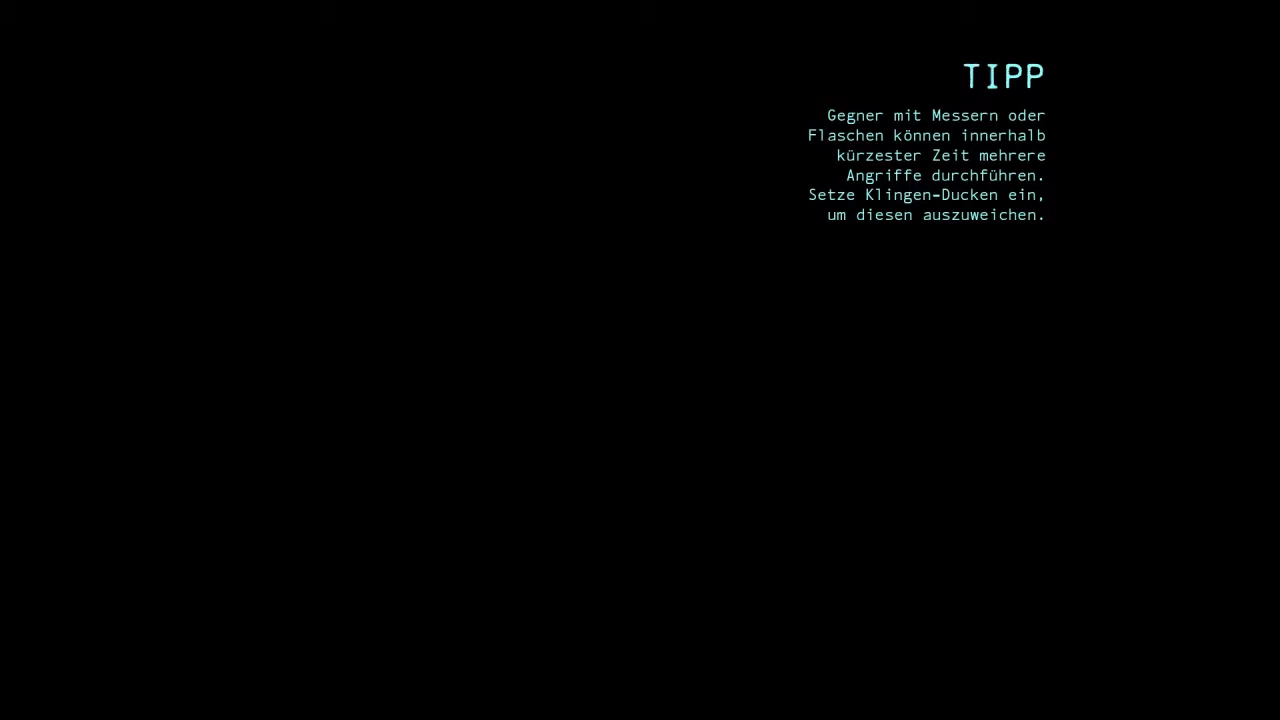 TIPP
Gegner mit Messern oder
Flaschen können innerhalb
kürzester Zeit mehrere
Angriffe durchführen.
Setze Klingen-Ducken ein,
um diesen auszuweichen.